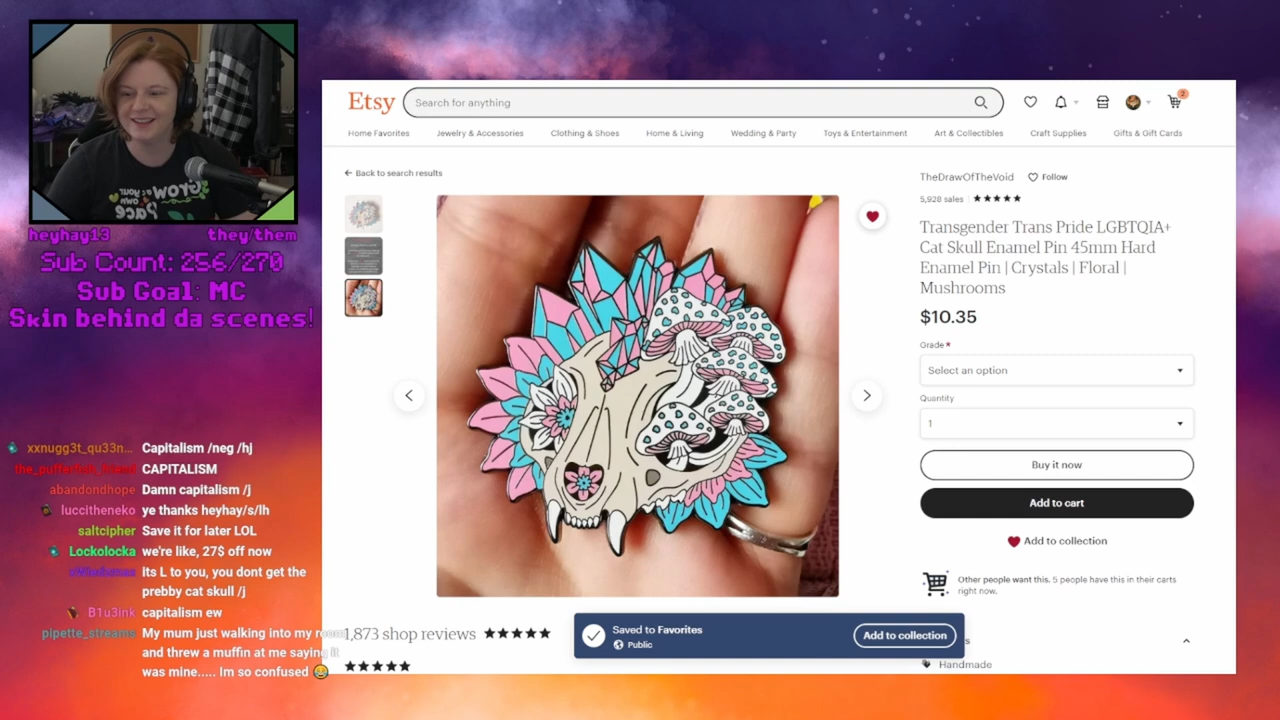 heyhay13
they/them
Sub Count: 256/270
Sub Goal: MC
Skin behind da scenes!
xxnugg3t_qu33n... Capitalism /neg /hj
CAPITALISM
abandondhope Damn capitalism /j
luccitheneko ye thanks heyhay/s/lh
saltcipher Save it for later LOL
Lockolocka we're like, 27$ off now
its L to you, you dont get the
prebby cat skull /j
B1u3ink capitalism ew
pipette_streams My mum just walking into my room
and threw a muffin at me saying it
was mine..... Im so confused
Grow
your
own
Pace
Etsy
Search for anything
2
Home Favorites
Jewelry & Accessories
Clothing & Shoes
Home & Living
Wedding & Party
Toys & Entertainment
Art & Collectibles
Craft Supplies
Gifts & Gift Cards
Back to search results
TheDrawOfTheVoid
Follow
5,928 sales
Transgender Trans Pride LGBTQIA+
Cat Skull Enamel Pin 45mm Hard
Enamel Pin | Crystals | Floral |
Mushrooms
$10.35
Grade *
Select an option
Quantity
1
Buy it now
Add to cart
Add to collection
Other people want this. 5 people have this in their carts
right now.
1,873 shop reviews
Saved to Favorites
Public
Add to collection
Handmade